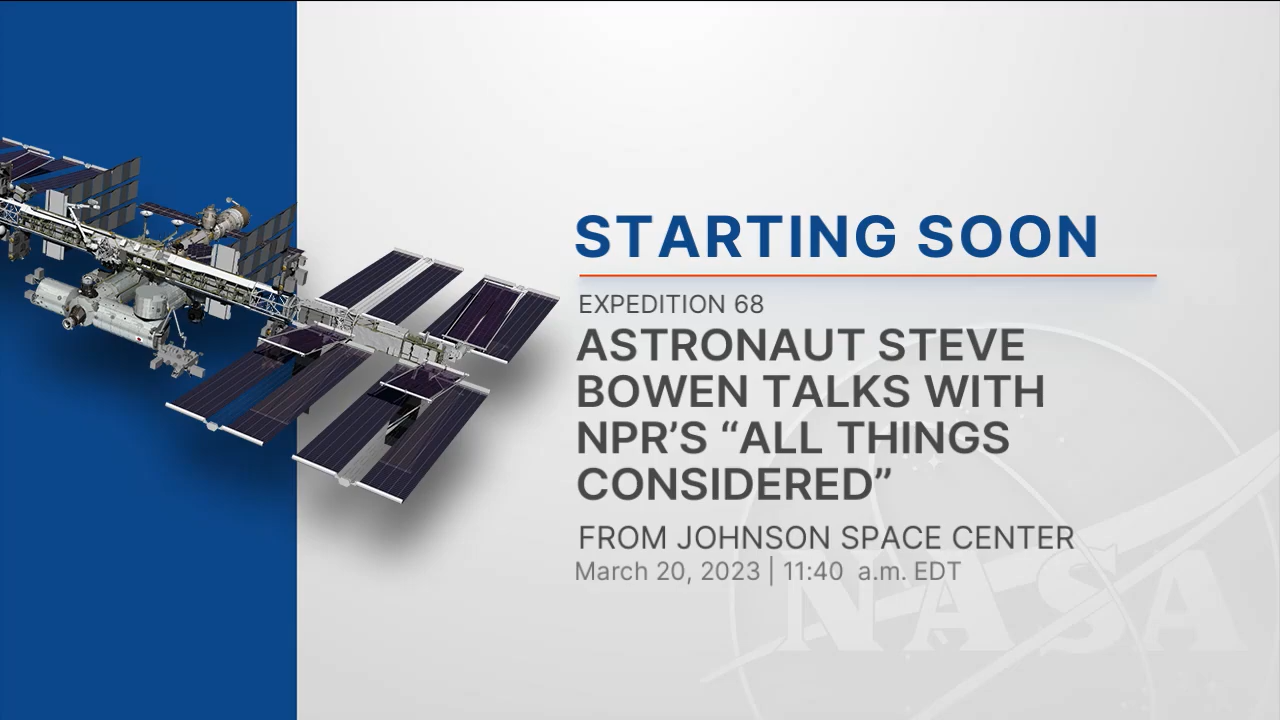 STARTING SOON
EXPEDITION 68
ASTRONAUT STEVE
BOWEN TALKS WITH
NPR’S “ALL THINGS
CONSIDERED”
FROM JOHNSON SPACE CENTER
March 20, 2023 | 11:40  a.m. EDT
NASA